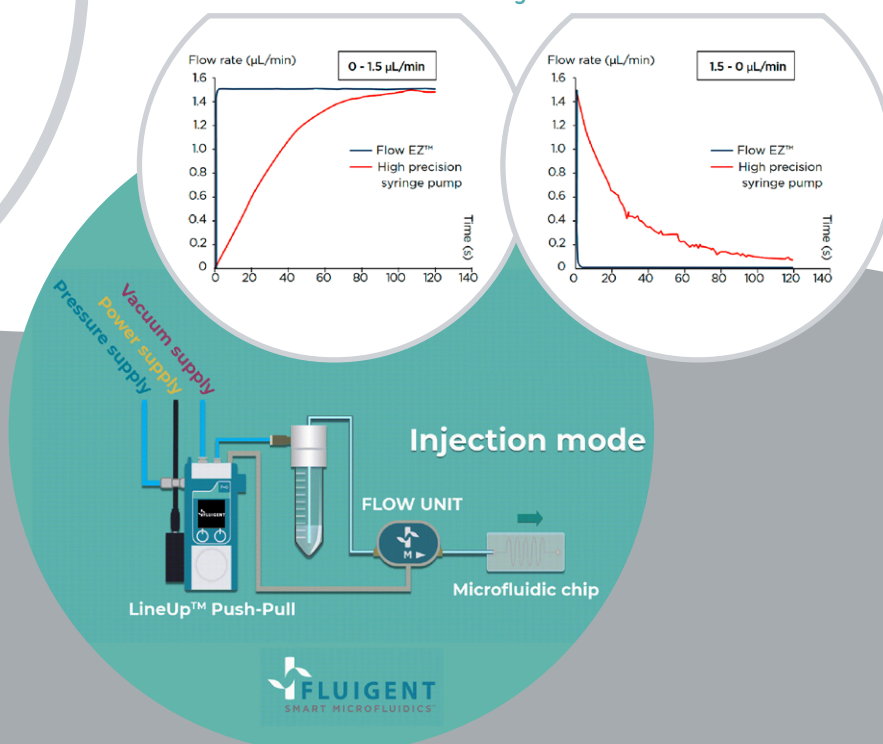 Flow rate (µL/min)
0 - 1.5 µL/min
1.6
1.4
1.2
1.0
0.8
0.6
0.4
0.2
0
Flow EZ™
High precision
syringe pump
Time (s)
0 20 40 60 80 100 120 140
Flow rate (µL/min)
1.5 - 0 µL/min
1.6
1.4
1.2
1.0
0.8
0.6
0.4
0.2
0
Flow EZ™
High precision
syringe pump
Time (s)
0 20 40 60 80 100 120 140
Pressure supply
Power supply
Vacuum supply
Injection mode
FLUIGENT
FLOW UNIT
M
Microfluidic chip
LineUp™ Push-Pull
FLUIGENT
SMART MICROFLUIDICS™